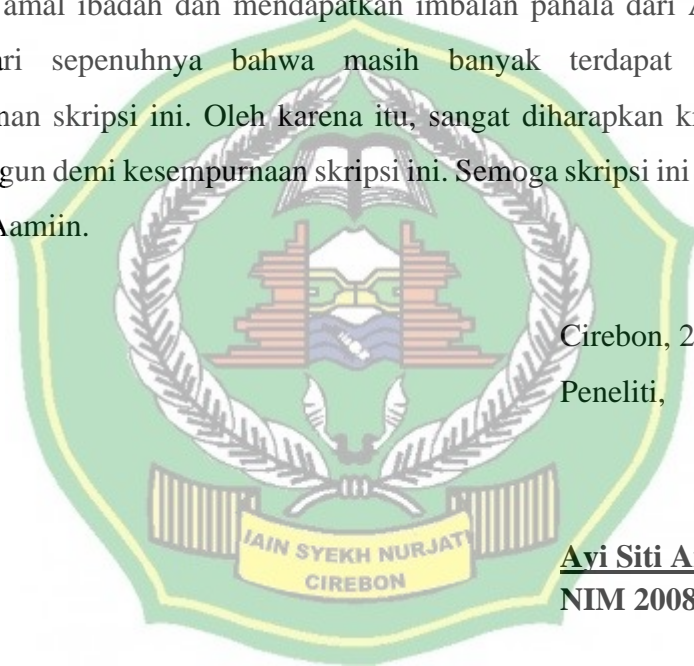 amal ibadah dan mendapatkan imbalan pahala dari
ari sepenuhnya bahwa masih banyak terdapat
nan skripsi ini. Oleh karena itu, sangat diharapkan
gun demi kesempurnaan skripsi ini. Semoga skripsi ini
Aamiin.
Cirebon, 2
Peneliti,
Ayi Siti A
NIM 2008
IAIN SYEKH NURJATI
CIREBON